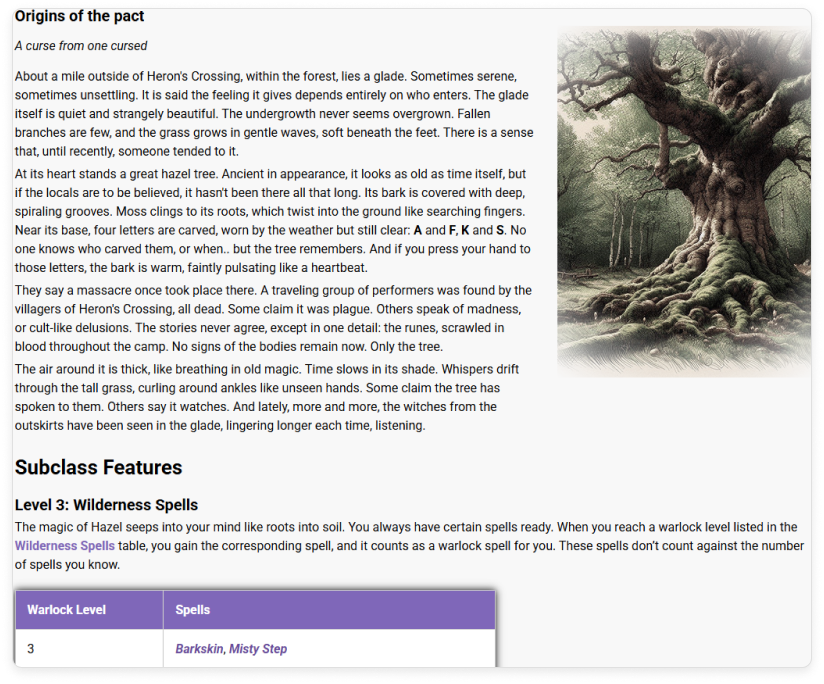 Origins of the pact
A curse from one cursed
About a mile outside of Heron's Crossing, within the forest, lies a glade. Sometimes serene,
sometimes unsettling. It is said the feeling it gives depends entirely on who enters. The glade
itself is quiet and strangely beautiful. The undergrowth never seems overgrown. Fallen
branches are few, and the grass grows in gentle waves, soft beneath the feet. There is a sense
that, until recently, someone tended to it.
At its heart stands a great hazel tree. Ancient in appearance, it looks as old as time itself, but
if the locals are to be believed, it hasn't been there all that long. Its bark is covered with deep,
spiraling grooves. Moss clings to its roots, which twist into the ground like searching fingers.
Near its base, four letters are carved, worn by the weather but still clear: A and F, K and S. No
one knows who carved them, or when.. but the tree remembers. And if you press your hand to
those letters, the bark is warm, faintly pulsating like a heartbeat.
They say a massacre once took place there. A traveling group of performers was found by the
villagers of Heron's Crossing, all dead. Some claim it was plague. Others speak of madness,
or cult-like delusions. The stories never agree, except in one detail: the runes, scrawled in
blood throughout the camp. No signs of the bodies remain now. Only the tree.
The air around it is thick, like breathing in old magic. Time slows in its shade. Whispers drift
through the tall grass, curling around ankles like unseen hands. Some claim the tree has
spoken to them. Others say it watches. And lately, more and more, the witches from the
outskirts have been seen in the glade, lingering longer each time, listening.
Subclass Features
Level 3: Wilderness Spells
The magic of Hazel seeps into your mind like roots into soil. You always have certain spells ready. When you reach a warlock level listed in the
Wilderness Spells table, you gain the corresponding spell, and it counts as a warlock spell for you. These spells don't count against the number
of spells you know.
Warlock Level Spells
3 Barkskin, Misty Step